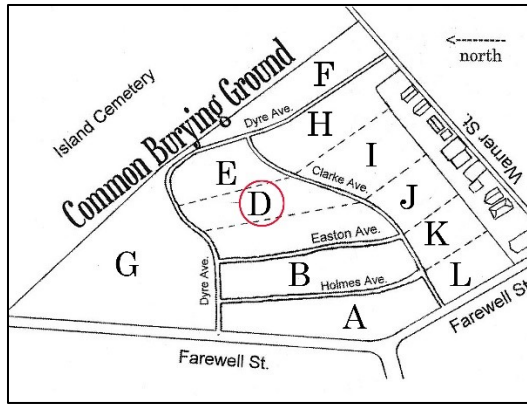 Island Cemetery
Common Burying Ground
F
north
Dyre Ave.
H
Warner St.
E
I
Clarke Ave.
D
J
Easton Ave.
K
G
Dyre Ave.
B
Holmes Ave.
L
A
Farewell St.
Farewell St.